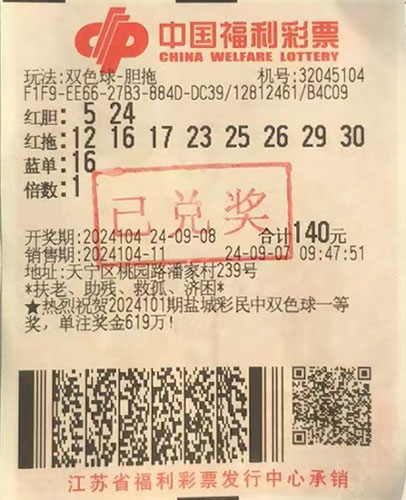 中国福利彩票
CHINA WELFARE LOTTERY
玩法:双色球-胆拖 机号:32045104
F1F9-EE66-27B3-884D-DC39/12812461/B4C09
红胆: 5 24
红拖:12 16 17 23 25 26 29 30
蓝单:16
倍数:1
已兑奖
开奖期:2024104 24-09-08 合计140元
销售期:2024104-11 24-09-07 09:47:51
地址:天宁区桃园路潘家村239号
*扶老、助残、救孤、济困*
★热烈祝贺2024101期盐城彩民中双色球一等
奖，单注奖金619万!
江苏省福利彩票发行中心承销